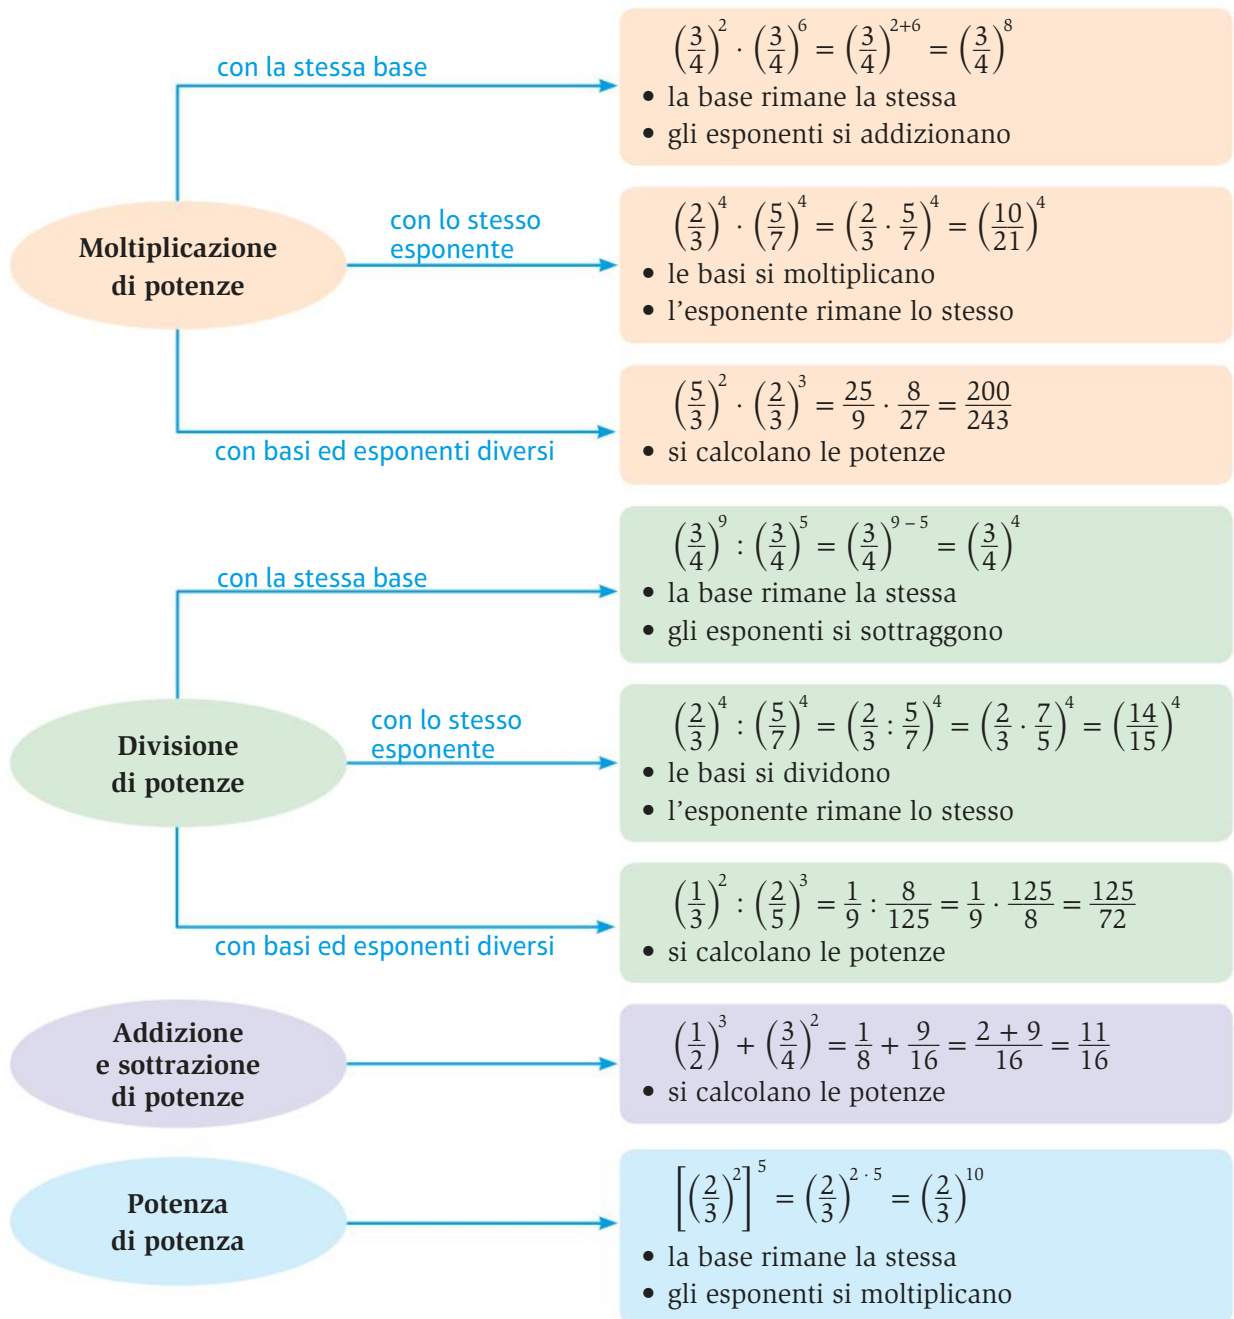 con la stessa base
(3/4)^2 · (3/4)^6 = (3/4)^{2+6} = (3/4)^8
• la base rimane la stessa
• gli esponenti si addizionano
Moltiplicazione
di potenze
con lo stesso
esponente
(2/3)^4 · (5/7)^4 = (2/3 · 5/7)^4 = (10/21)^4
• le basi si moltiplicano
• l'esponente rimane lo stesso
con basi ed esponenti diversi
(5/3)^2 · (2/3)^3 = 25/9 · 8/27 = 200/243
• si calcolano le potenze
con la stessa base
(3/4)^9 : (3/4)^5 = (3/4)^{9 – 5} = (3/4)^4
• la base rimane la stessa
• gli esponenti si sottraggono
Divisione
di potenze
con lo stesso
esponente
(2/3)^4 : (5/7)^4 = (2/3 : 5/7)^4 = (2/3 · 7/5)^4 = (14/15)^4
• le basi si dividono
• l'esponente rimane lo stesso
con basi ed esponenti diversi
(1/3)^2 : (2/5)^3 = 1/9 : 8/125 = 1/9 · 125/8 = 125/72
• si calcolano le potenze
Addizione
e sottrazione
di potenze
(1/2)^3 + (3/4)^2 = 1/8 + 9/16 = (2 + 9)/16 = 11/16
• si calcolano le potenze
Potenza
di potenza
[(2/3)^2]^5 = (2/3)^{2 · 5} = (2/3)^10
• la base rimane la stessa
• gli esponenti si moltiplicano